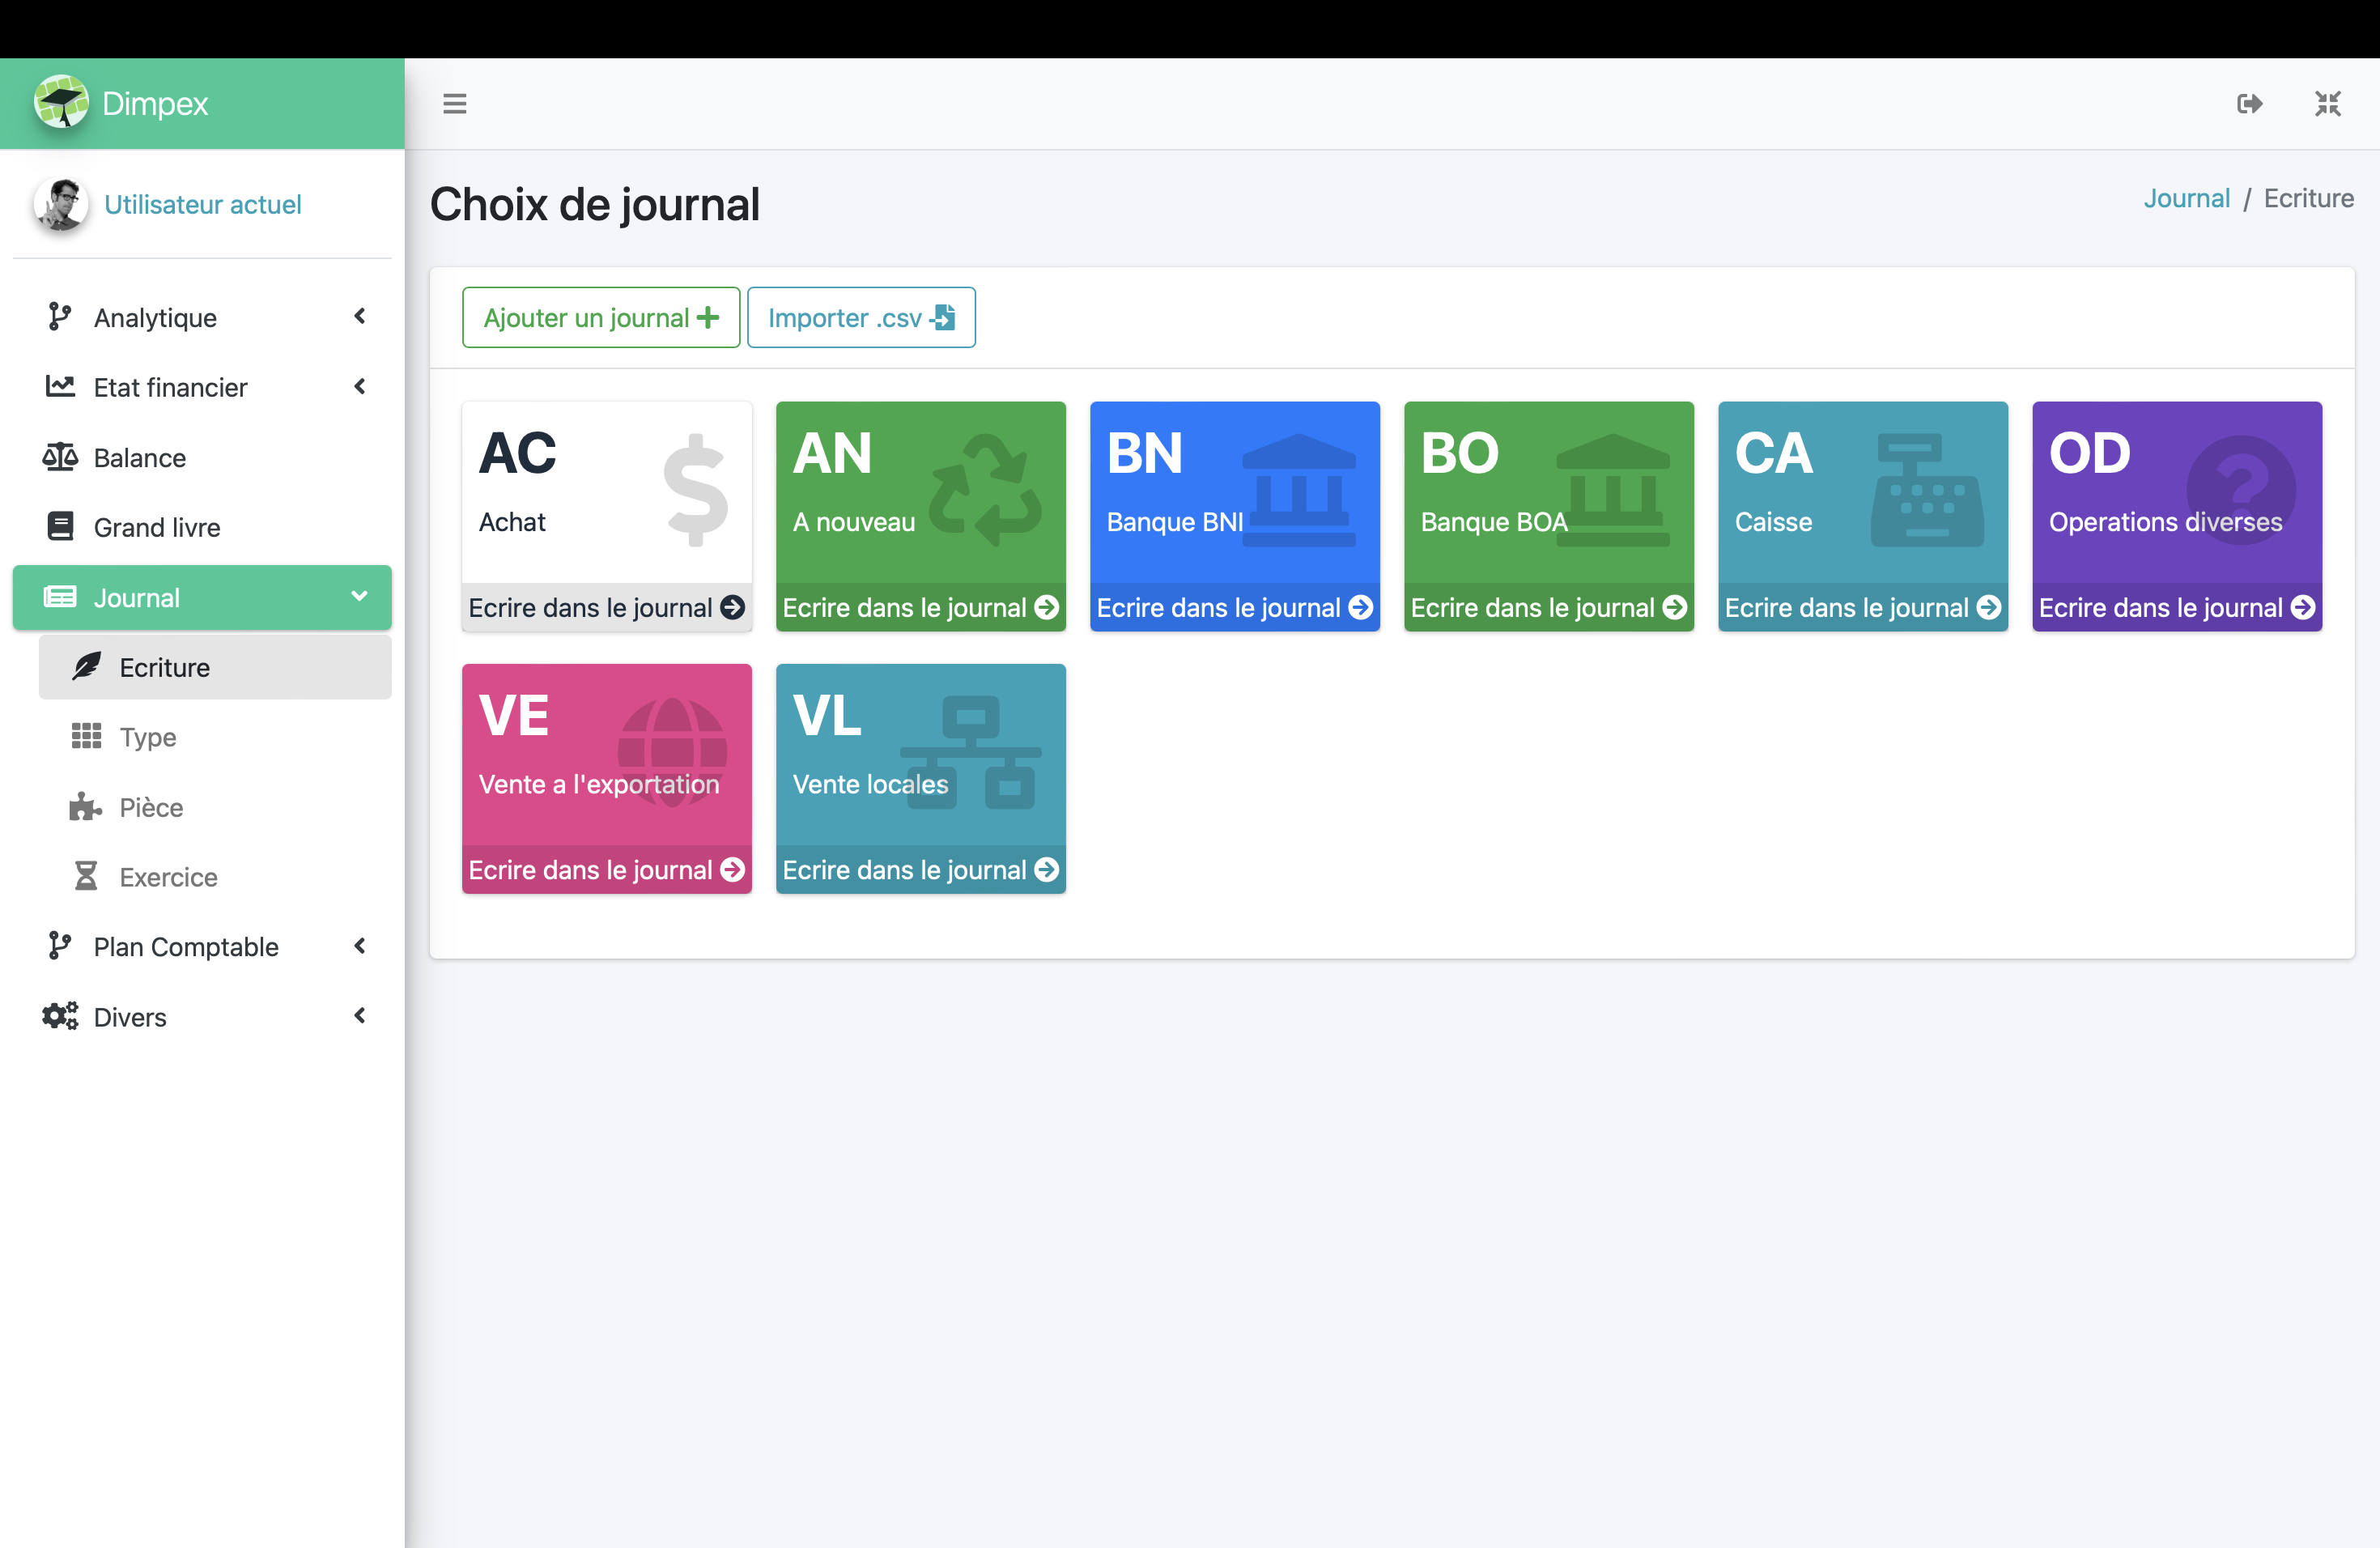 Dimpex
Utilisateur actuel
Analytique
Etat financier
Balance
Grand livre
Journal
Ecriture
Type
Pièce
Exercice
Plan Comptable
Divers
Choix de journal
Journal / Ecriture
Ajouter un journal
Importer .csv
AC
Achat
Ecrire dans le journal
AN
A nouveau
Ecrire dans le journal
BN
Banque BNI
Ecrire dans le journal
BO
Banque BOA
Ecrire dans le journal
CA
Caisse
Ecrire dans le journal
OD
Operations diverses
Ecrire dans le journal
VE
Vente a l'exportation
Ecrire dans le journal
VL
Vente locales
Ecrire dans le journal